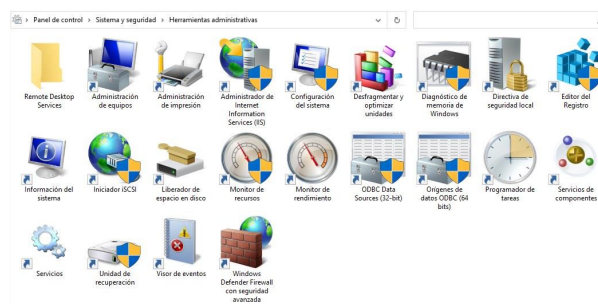 Panel de control > Sistema y seguridad > Herramientas administrativas
Remote Desktop
Services
Administración
de equipos
Administración
de impresión
Administrador de
Internet
Information
Services (IIS)
Configuración
del sistema
Desfragmentar y
optimizar
unidades
Diagnóstico de
memoria de
Windows
Directiva de
seguridad local
Editor del
Registro
Información del
sistema
Iniciador iSCSI
Liberador de
espacio en disco
Monitor de
recursos
Monitor de
rendimiento
ODBC Data
Sources (32-bit)
Orígenes de
datos ODBC (64
bits)
Programador de
tareas
Servicios de
componentes
Servicios
Unidad de
recuperación
Visor de eventos
Windows
Defender Firewall
con seguridad
avanzada